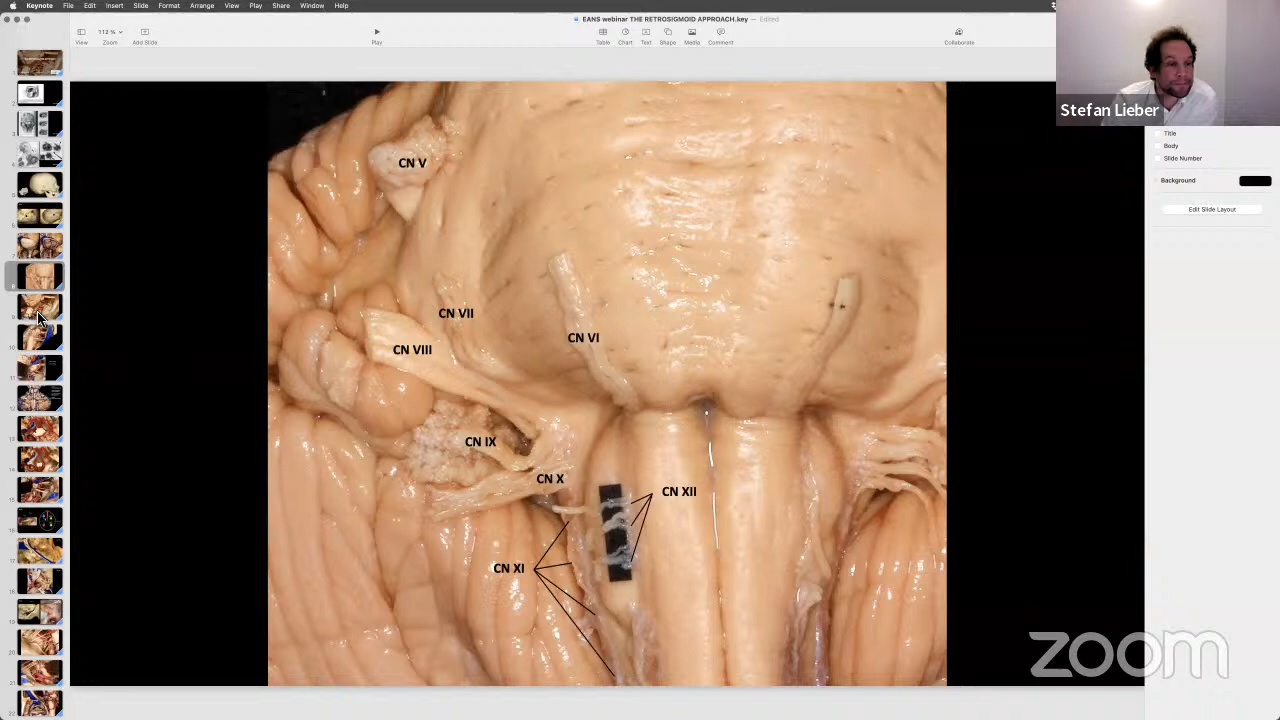 Keynote File Edit Insert Slide Format Arrange View Play Share Window Help
EANS webinar THE RETROSIGMOID APPROACH.key — Edited
112 %
View Zoom Add Slide Play Table Chart Text Shape Media Comment Collaborate
Stefan Lieber
Title
Body
Slide Number
Background
Edit Slide Layout
CN V
CN VII
CN VI
CN VIII
CN IX
CN X
CN XII
CN XI
zoom